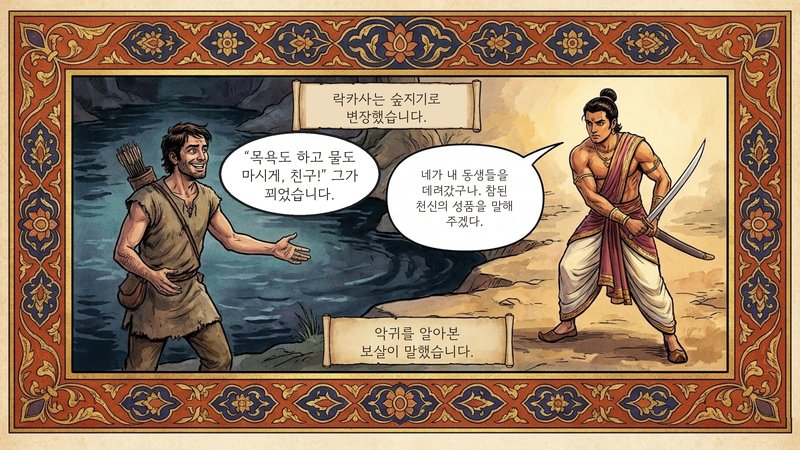 락카사는 숲지기로
변장했습니다.
“목욕도 하고 물도
마시게, 친구!” 그가
꾀었습니다.
네가 내 동생들을
데려갔구나. 참된
천신의 성품을 말해
주겠다.
악귀를 알아본
보살이 말했습니다.